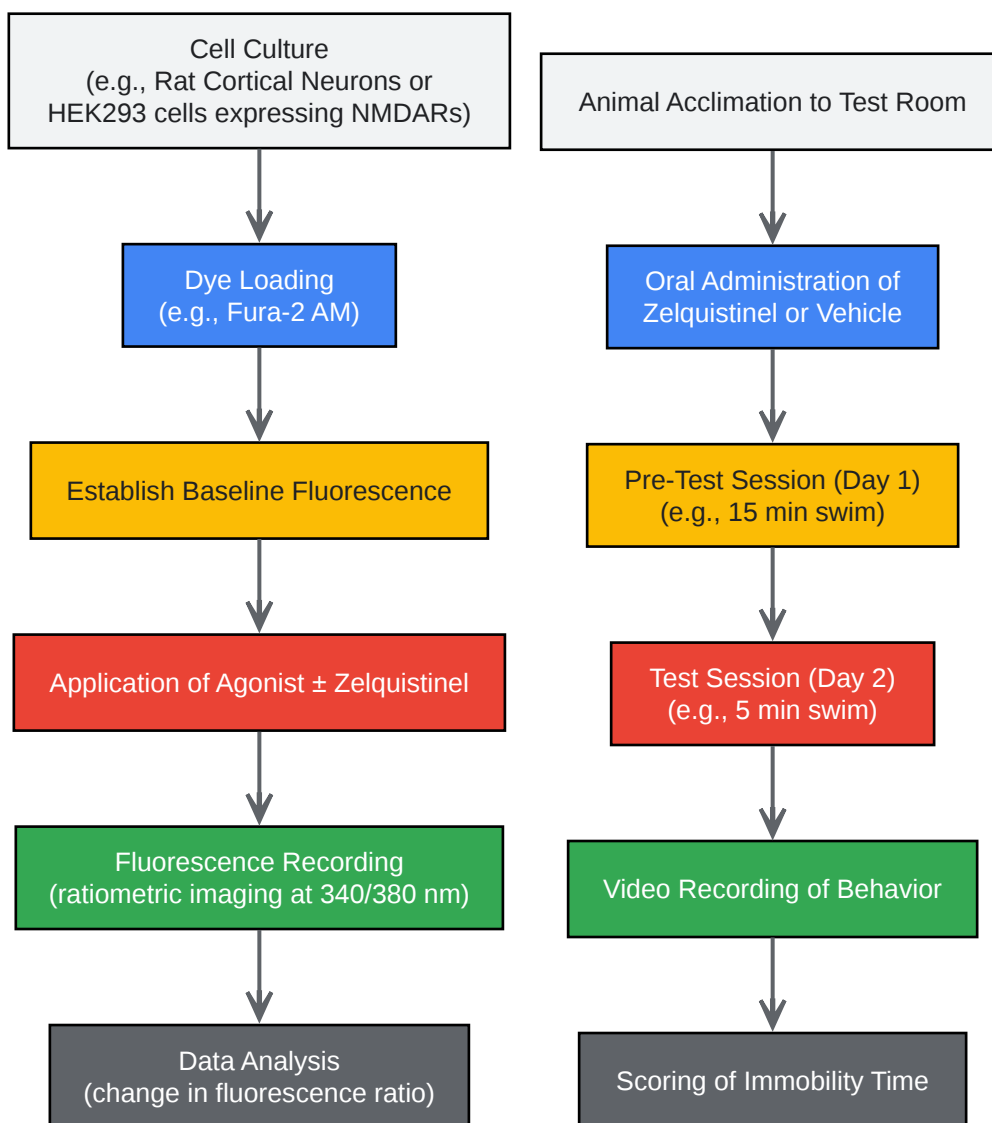 Cell Culture
(e.g., Rat Cortical Neurons or
HEK293 cells expressing NMDARs)
Dye Loading
(e.g., Fura-2 AM)
Establish Baseline Fluorescence
Application of Agonist ± Zelquistinel
Fluorescence Recording
(ratiometric imaging at 340/380 nm)
Data Analysis
(change in fluorescence ratio)
Animal Acclimation to Test Room
Oral Administration of
Zelquistinel or Vehicle
Pre-Test Session (Day 1)
(e.g., 15 min swim)
Test Session (Day 2)
(e.g., 5 min swim)
Video Recording of Behavior
Scoring of Immobility Time